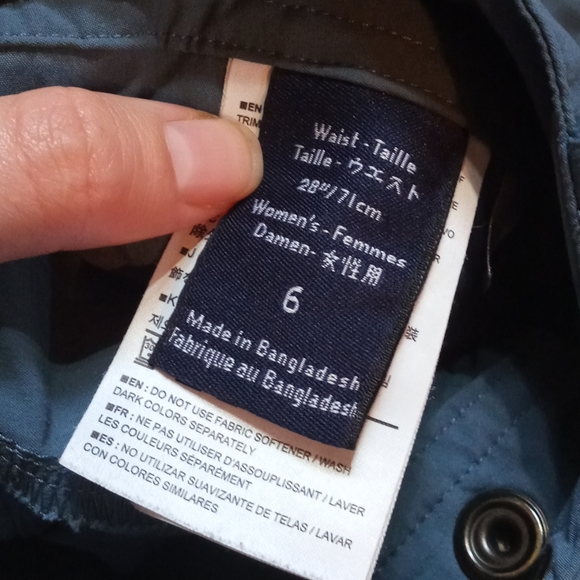 Waist - Taille
Taille - ウエスト
28"/71cm
Women's - Femmes
Damen - 女性用
6
Made in Bangladesh
Fabrique au Bangladesh
■EN
TRIM
■J
■K
■EN : DO NOT USE FABRIC SOFTENER / WASH
DARK COLORS SEPARATELY
■FR : NE PAS UTILISER D'ASSOUPLISSANT / LAVER
LES COULEURS SÉPARÉMENT
■ES : NO UTILIZAR SUAVIZANTE DE TELAS / LAVAR
CON COLORES SIMILARES